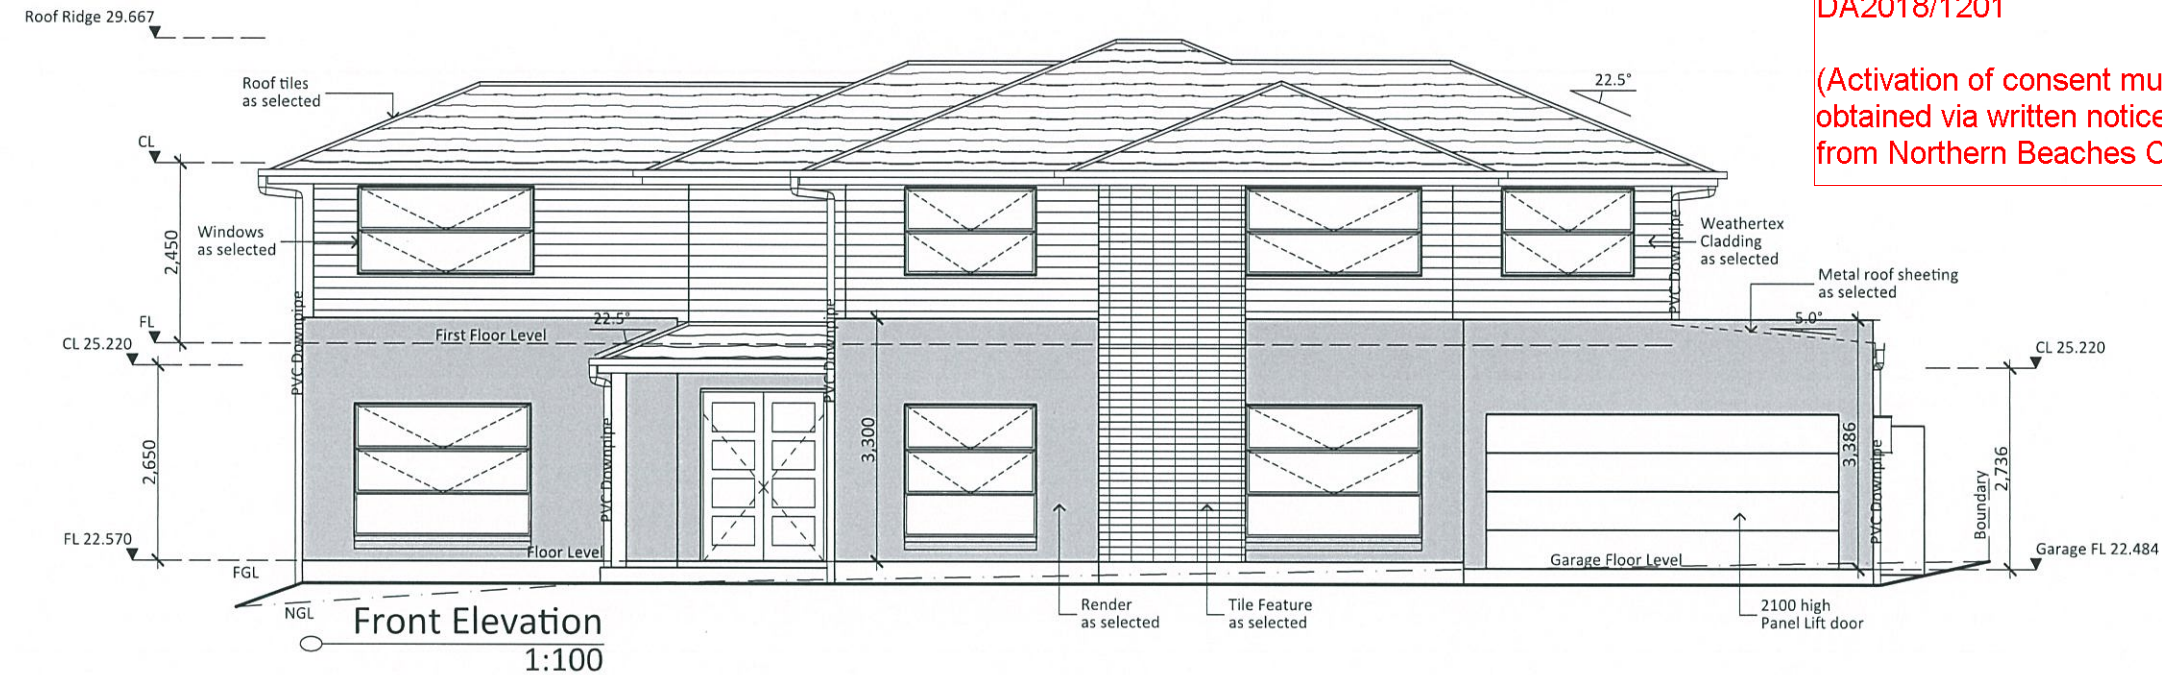 Roof Ridge 29.667
DA2018/1201
(Activation of consent mu
obtained via written notice
from Northern Beaches C
Roof tiles
as selected
22.5°
CL
Windows
as selected
2,450
Weathertex
Cladding
as selected
PVC Downpipe
Metal roof sheeting
as selected
FL
First Floor Level
22.5°
5.0°
CL 25.220
CL 25.220
PVC Downpipe
PVC Downpipe
2,650
PVC Downpipe
3,300
3,386
PVC Downpipe
2,736
Boundary
FL 22.570
Floor Level
Garage Floor Level
Garage FL 22.484
FGL
NGL
Render
as selected
Tile Feature
as selected
2100 high
Panel Lift door
Front Elevation
1:100